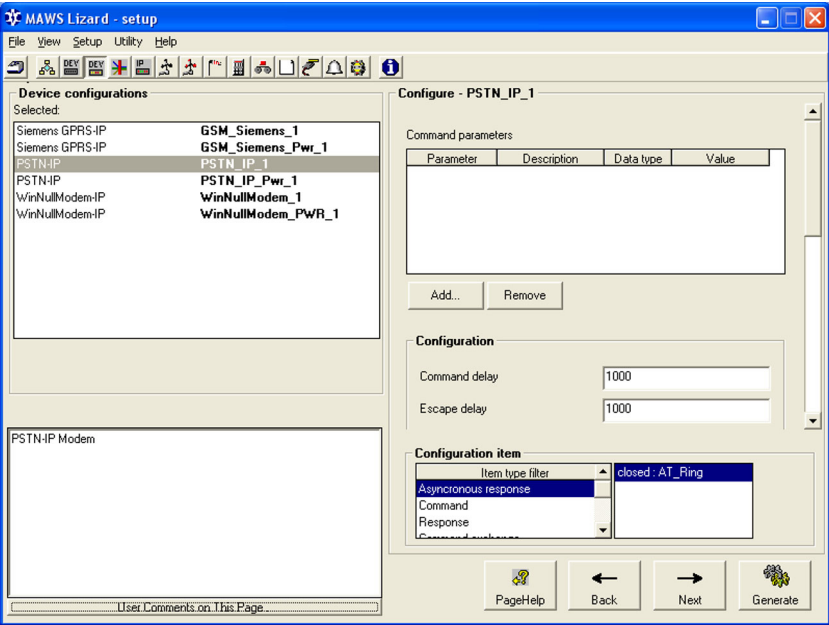 MAWS Lizard - setup
File View Setup Utility Help
Device configurations
Selected:
Siemens GPRS-IP GSM_Siemens_1
Siemens GPRS-IP GSM_Siemens_Pwr_1
PSTN-IP PSTN_IP_1
PSTN-IP PSTN_IP_Pwr_1
WinNullModem-IP WinNullModem_1
WinNullModem-IP WinNullModem_PWR_1
PSTN-IP Modem
User Comments on This Page..
Configure - PSTN_IP_1
Command parameters
Parameter Description Data type Value
Add... Remove
Configuration
Command delay 1000
Escape delay 1000
Configuration item
Item type filter
Asyncronous response
Command
Response
Command exchange
closed : AT_Ring
PageHelp Back Next Generate